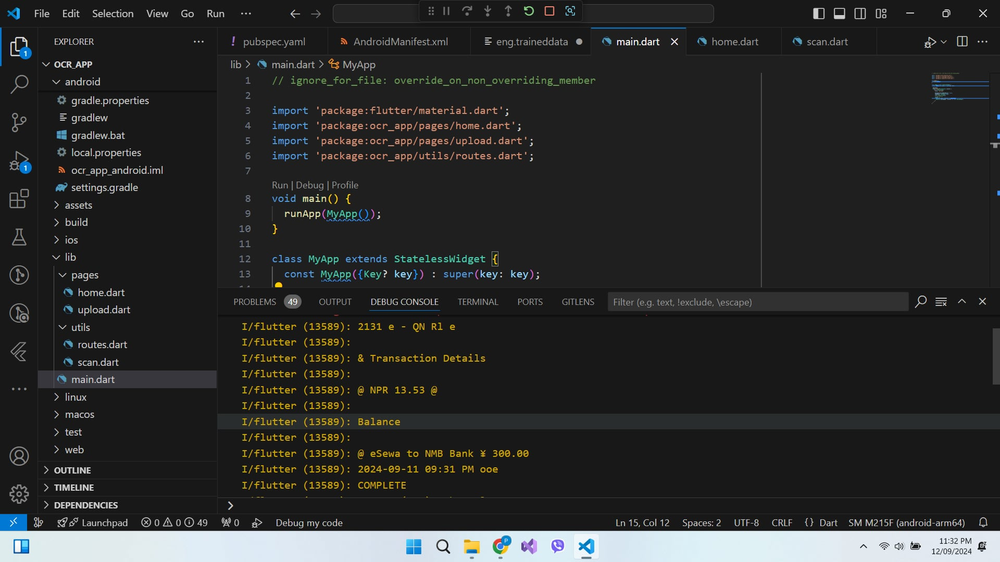 File Edit Selection View Go Run ···
EXPLORER ···
OCR_APP
android
gradle.properties
gradlew
gradlew.bat
local.properties
ocr_app_android.iml
settings.gradle
assets
build
ios
lib
pages
home.dart
upload.dart
utils
routes.dart
scan.dart
main.dart
linux
macos
test
web
OUTLINE
TIMELINE
DEPENDENCIES
1
1
pubspec.yaml AndroidManifest.xml eng.traineddata main.dart home.dart scan.dart
lib > main.dart > MyApp
1 // ignore_for_file: override_on_non_overriding_member
2
3 import 'package:flutter/material.dart';
4 import 'package:ocr_app/pages/home.dart';
5 import 'package:ocr_app/pages/upload.dart';
6 import 'package:ocr_app/utils/routes.dart';
7
Run | Debug | Profile
8 void main() {
9 runApp(MyApp());
10 }
11
12 class MyApp extends StatelessWidget {
13 const MyApp({Key? key}) : super(key: key);
PROBLEMS 49 OUTPUT DEBUG CONSOLE TERMINAL PORTS GITLENS Filter (e.g. text, !exclude, \escape)
I/flutter (13589): 2131 e - QN Rl e
I/flutter (13589):
I/flutter (13589): & Transaction Details
I/flutter (13589):
I/flutter (13589): @ NPR 13.53 @
I/flutter (13589):
I/flutter (13589): Balance
I/flutter (13589):
I/flutter (13589): @ eSewa to NMB Bank ¥ 300.00
I/flutter (13589): 2024-09-11 09:31 PM ooe
I/flutter (13589): COMPLETE
>
Launchpad 0 0 49 0 Debug my code Ln 15, Col 12 Spaces: 2 UTF-8 CRLF {} Dart SM M215F (android-arm64)
P
11:32 PM
12/09/2024